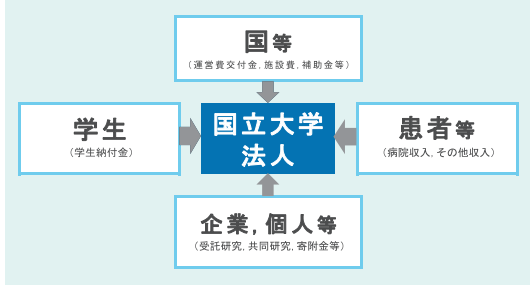 国等
（運営費交付金，施設費，補助金等）
学生
（学生納付金）
国立大学
法人
患者等
（病院収入，その他収入）
企業，個人等
（受託研究，共同研究，寄附金等）